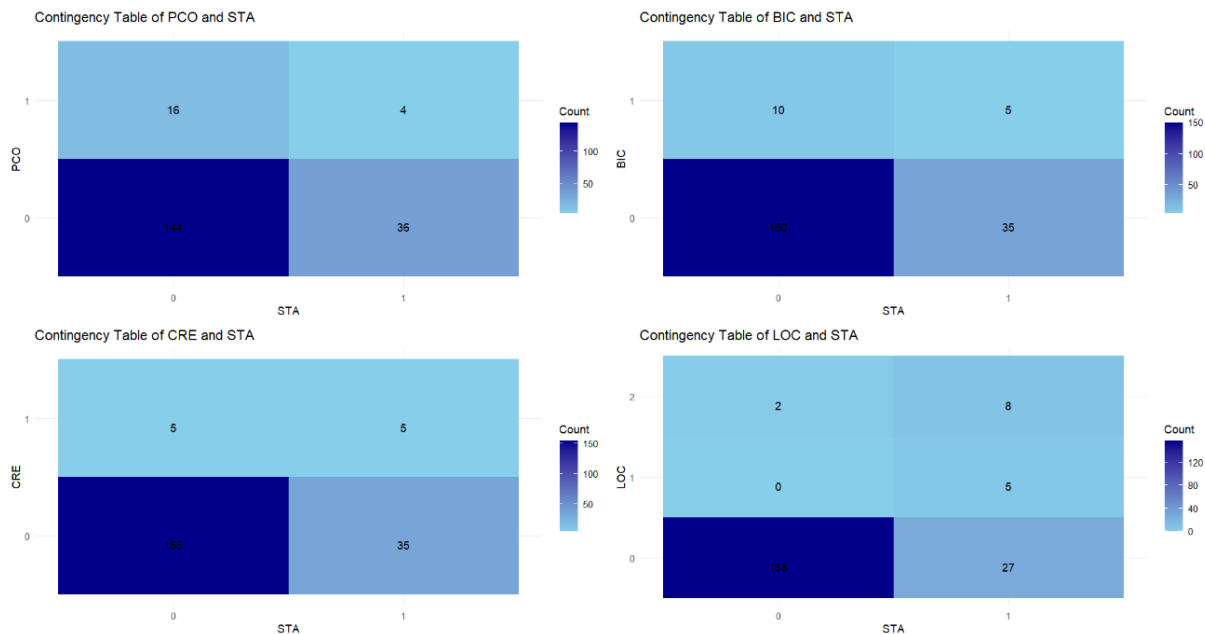 Contingency Table of PCO and STA
1
16
4
PCO
0
144
36
0
1
STA
Count
100
50
Contingency Table of BIC and STA
1
10
5
BIC
0
150
35
0
1
STA
Count
150
100
50
Contingency Table of CRE and STA
1
5
5
CRE
0
155
35
0
1
STA
Count
150
100
50
Contingency Table of LOC and STA
2
2
8
1
0
5
LOC
0
158
27
0
1
STA
Count
120
80
40
0